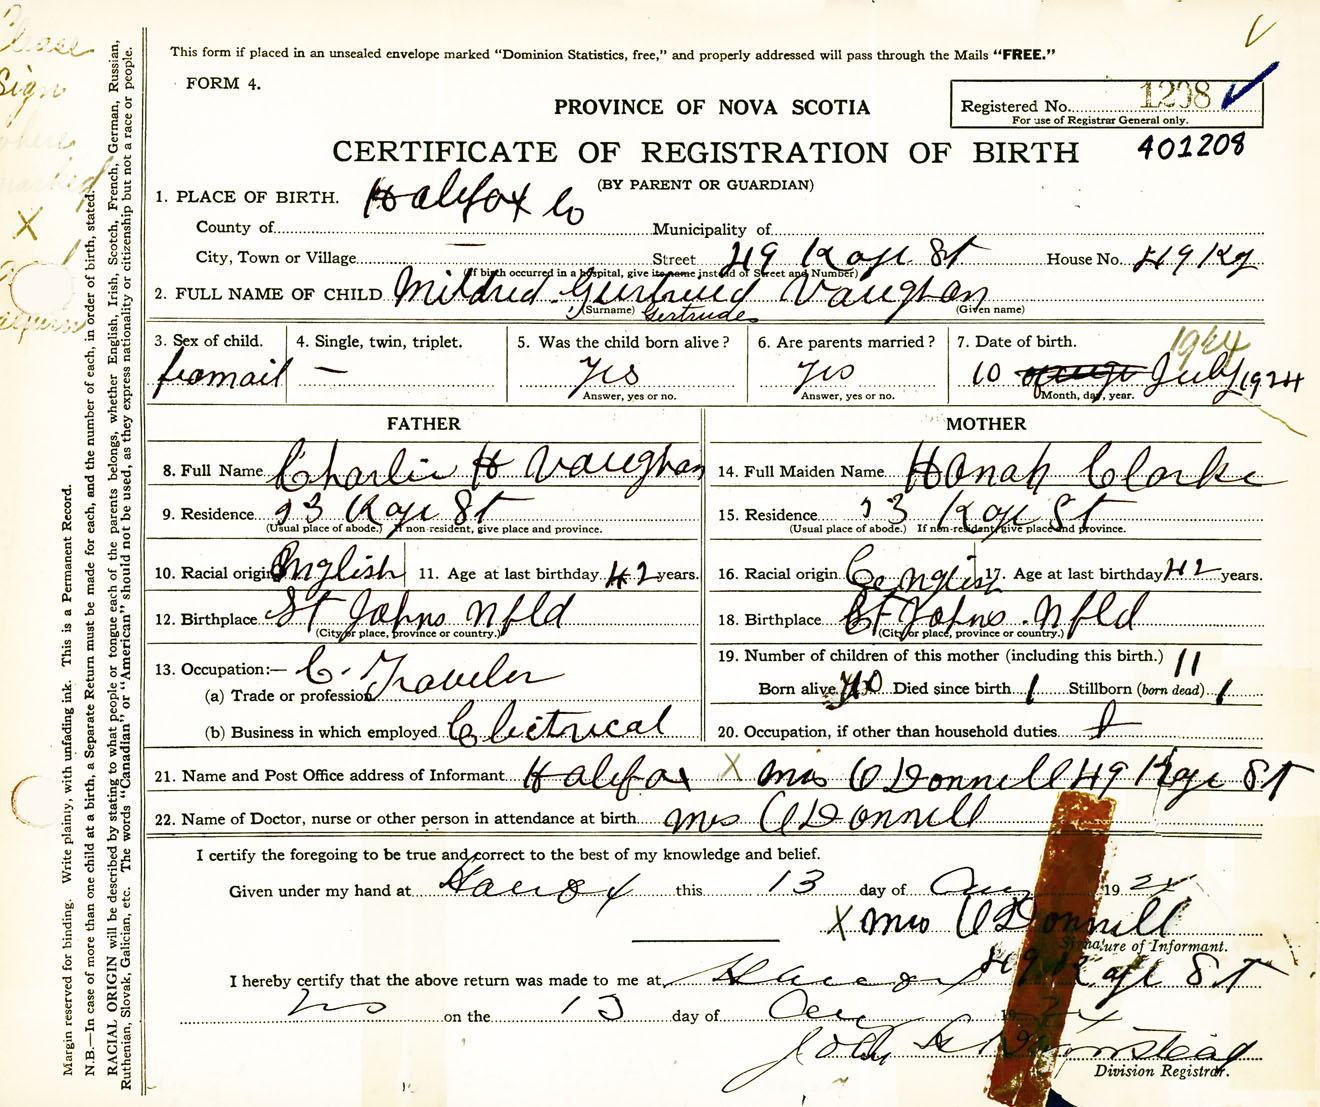 Please
Sign
where
marked
X
This form if placed in an unsealed envelope marked "Dominion Statistics, free," and properly addressed will pass through the Mails "FREE."
FORM 4.
PROVINCE OF NOVA SCOTIA
Registered No. 1208
For use of Registrar General only.
401208
CERTIFICATE OF REGISTRATION OF BIRTH
(BY PARENT OR GUARDIAN)
1. PLACE OF BIRTH. Halifax Co
County of Municipality of
City, Town or Village — Street 49 Kaye St House No. 49 Ky
(If birth occurred in a hospital, give its name instead of Street and Number)
2. FULL NAME OF CHILD Mildred Gurtrued Vaughan
(Surname) Gertrudes (Given name)
3. Sex of child. 4. Single, twin, triplet. 5. Was the child born alive? 6. Are parents married? 7. Date of birth. 1924
feamail — Yes Yes 10 July 1924
Answer, yes or no. Answer, yes or no. Month, day, year.
FATHER MOTHER
8. Full Name Charlie H Vaughan 14. Full Maiden Name Hanah Clarke
9. Residence 23 Kaye St 15. Residence 23 Kaye St
(Usual place of abode.) If non-resident, give place and province. (Usual place of abode.) If non-resident, give place and province.
10. Racial origin English 11. Age at last birthday 42 years. 16. Racial origin English 17. Age at last birthday 42 years.
12. Birthplace St Johns Nfld 18. Birthplace St Johns Nfld
(City or place, province or country.) (City or place, province or country.)
13. Occupation:— C. Traveler 19. Number of children of this mother (including this birth.) 11
(a) Trade or profession Born alive Died since birth 1 Stillborn (born dead) 1
(b) Business in which employed Electrical 20. Occupation, if other than household duties
21. Name and Post Office address of Informant Halifax X Mrs O'Donnell 49 Kaye St
22. Name of Doctor, nurse or other person in attendance at birth Mrs O'Donnell
I certify the foregoing to be true and correct to the best of my knowledge and belief.
Given under my hand at Halifax this 13 day of Aug 1924
X Mrs O'Donnell
Signature of Informant.
49 Kaye St
I hereby certify that the above return was made to me at Halifax
on the 13 day of Aug 1924
John
Division Registrar.
Margin reserved for binding. Write plainly, with unfading ink. This is a Permanent Record.
N.B.—In case of more than one child at a birth, a Separate Return must be made for each, and the number of each, in order of birth, stated.
RACIAL ORIGIN will be described by stating to what people or tongue each of the parents belongs, whether English, Irish, Scotch, French, German, Russian,
Ruthenian, Slovak, Galician, etc. The words "Canadian" or "American" should not be used, as they express nationality or citizenship but not a race or people.